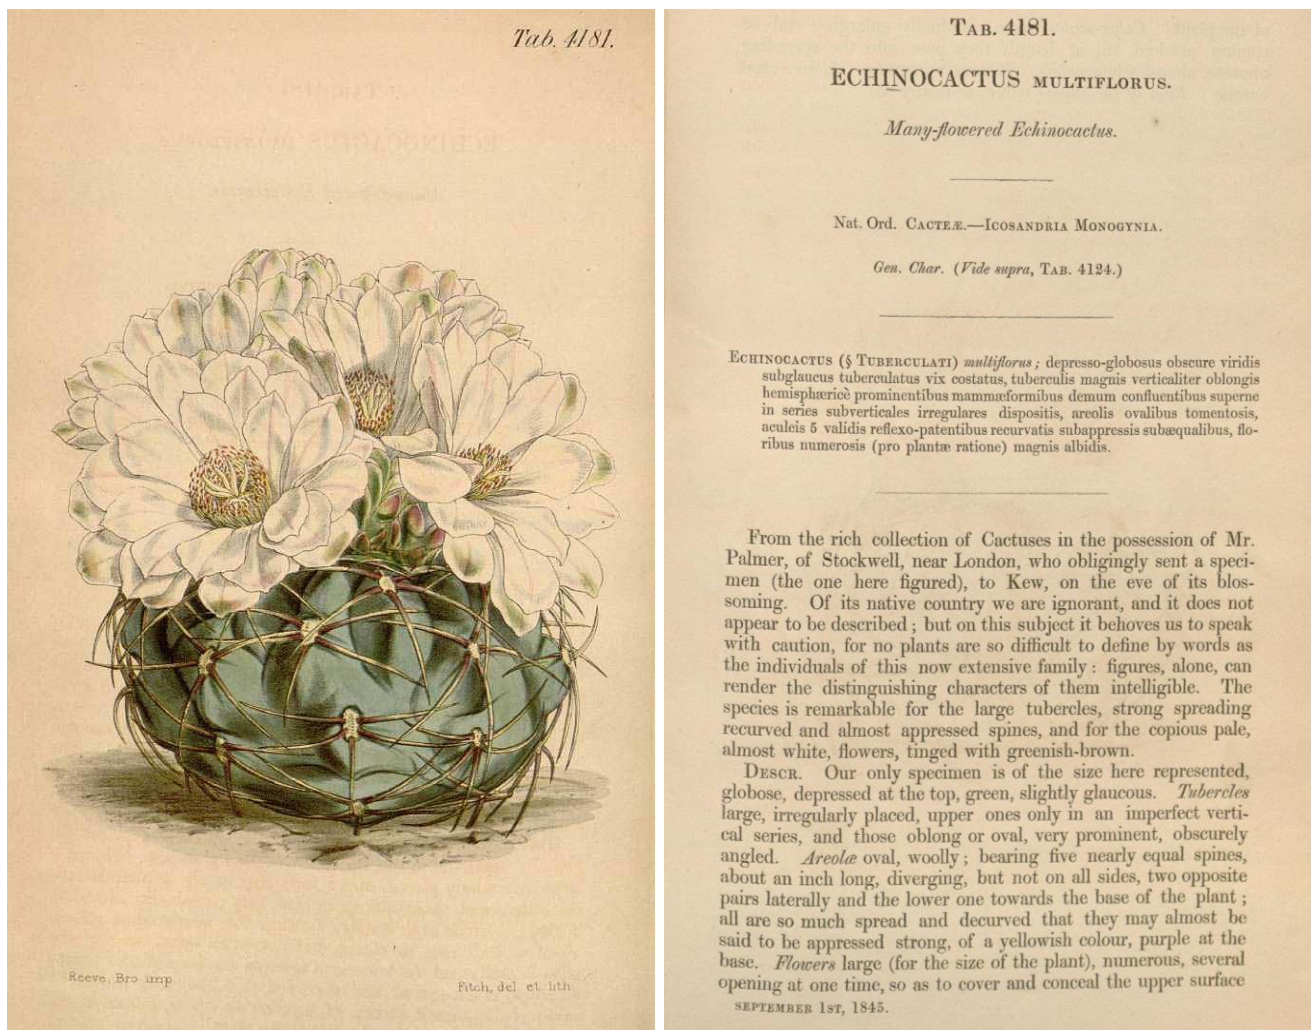 Tab. 4181.
Reeve, Bro imp.
Fitch, del. et. lith
Tab. 4181.
ECHINOCACTUS multiflorus.
Many-flowered Echinocactus.
Nat. Ord. Cacteæ.—Icosandria Monogynia.
Gen. Char. (Vide supra, Tab. 4124.)
Echinocactus (§ Tuberculati) multiflorus; depresso-globosus obscure viridis
subglaucus tuberculatus vix costatus, tuberculis magnis verticaliter oblongis
hemisphæricè prominentibus mammæformibus demum confluentibus superne
in series subverticales irregulares dispositis, areolis ovalibus tomentosis,
aculeis 5 validis reflexo-patentibus recurvatis subappressis subæqualibus, flo-
ribus numerosis (pro plantæ ratione) magnis albidis.
From the rich collection of Cactuses in the possession of Mr.
Palmer, of Stockwell, near London, who obligingly sent a speci-
men (the one here figured), to Kew, on the eve of its blos-
soming. Of its native country we are ignorant, and it does not
appear to be described; but on this subject it behoves us to speak
with caution, for no plants are so difficult to define by words as
the individuals of this now extensive family: figures, alone, can
render the distinguishing characters of them intelligible. The
species is remarkable for the large tubercles, strong spreading
recurved and almost appressed spines, and for the copious pale,
almost white, flowers, tinged with greenish-brown.
Descr. Our only specimen is of the size here represented,
globose, depressed at the top, green, slightly glaucous. Tubercles
large, irregularly placed, upper ones only in an imperfect verti-
cal series, and those oblong or oval, very prominent, obscurely
angled. Areolæ oval, woolly; bearing five nearly equal spines,
about an inch long, diverging, but not on all sides, two opposite
pairs laterally and the lower one towards the base of the plant;
all are so much spread and decurved that they may almost be
said to be appressed strong, of a yellowish colour, purple at the
base. Flowers large (for the size of the plant), numerous, several
opening at one time, so as to cover and conceal the upper surface
SEPTEMBER 1ST, 1845.